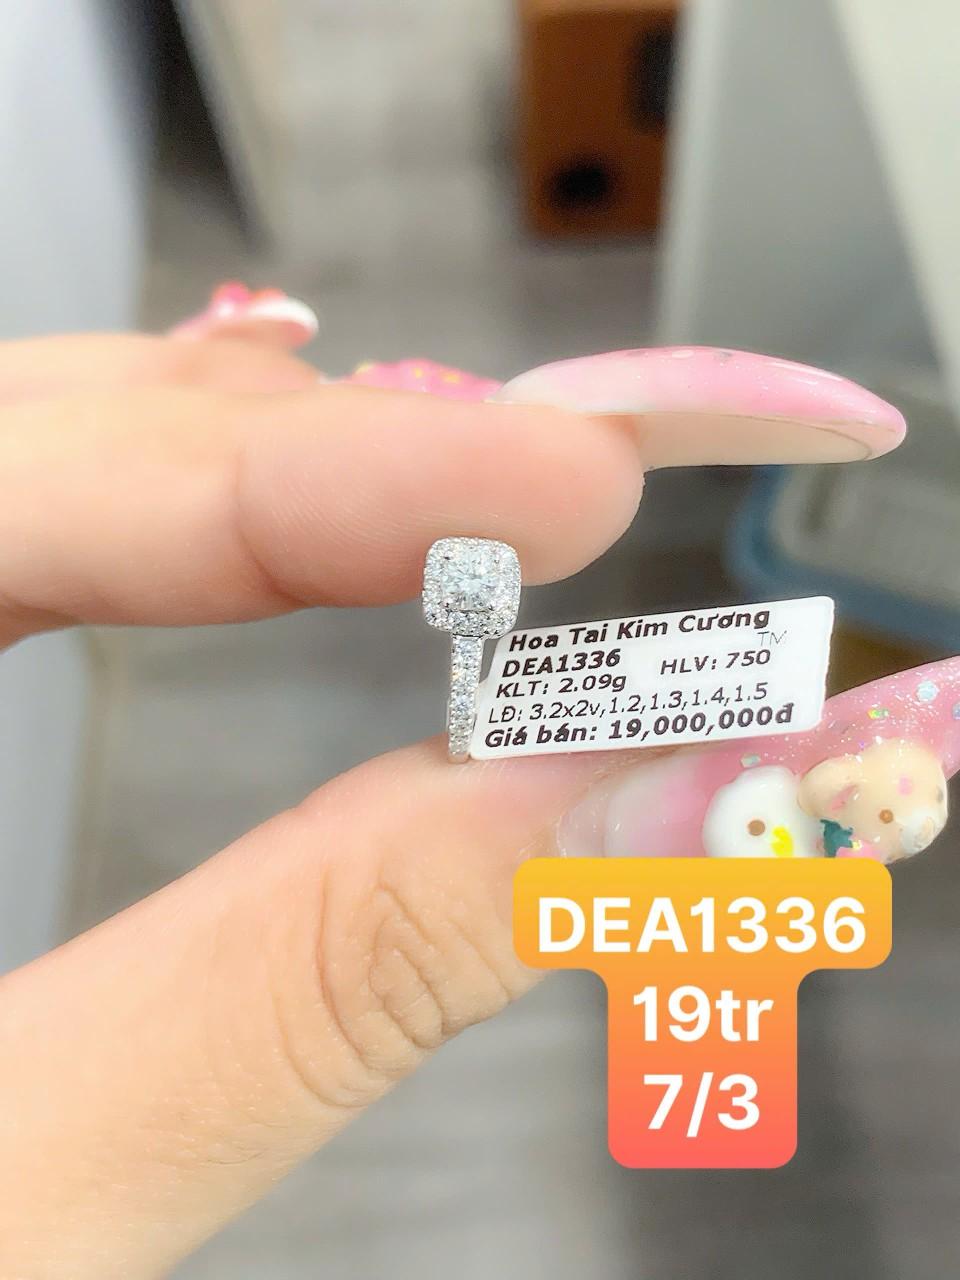 Hoa Tai Kim Cương
TM
DEA1336 HLV: 750
KLT: 2.09g
LĐ: 3.2x2v,1.2,1.3,1.4,1.5
Giá bán: 19,000,000đ
DEA1336
19tr
7/3